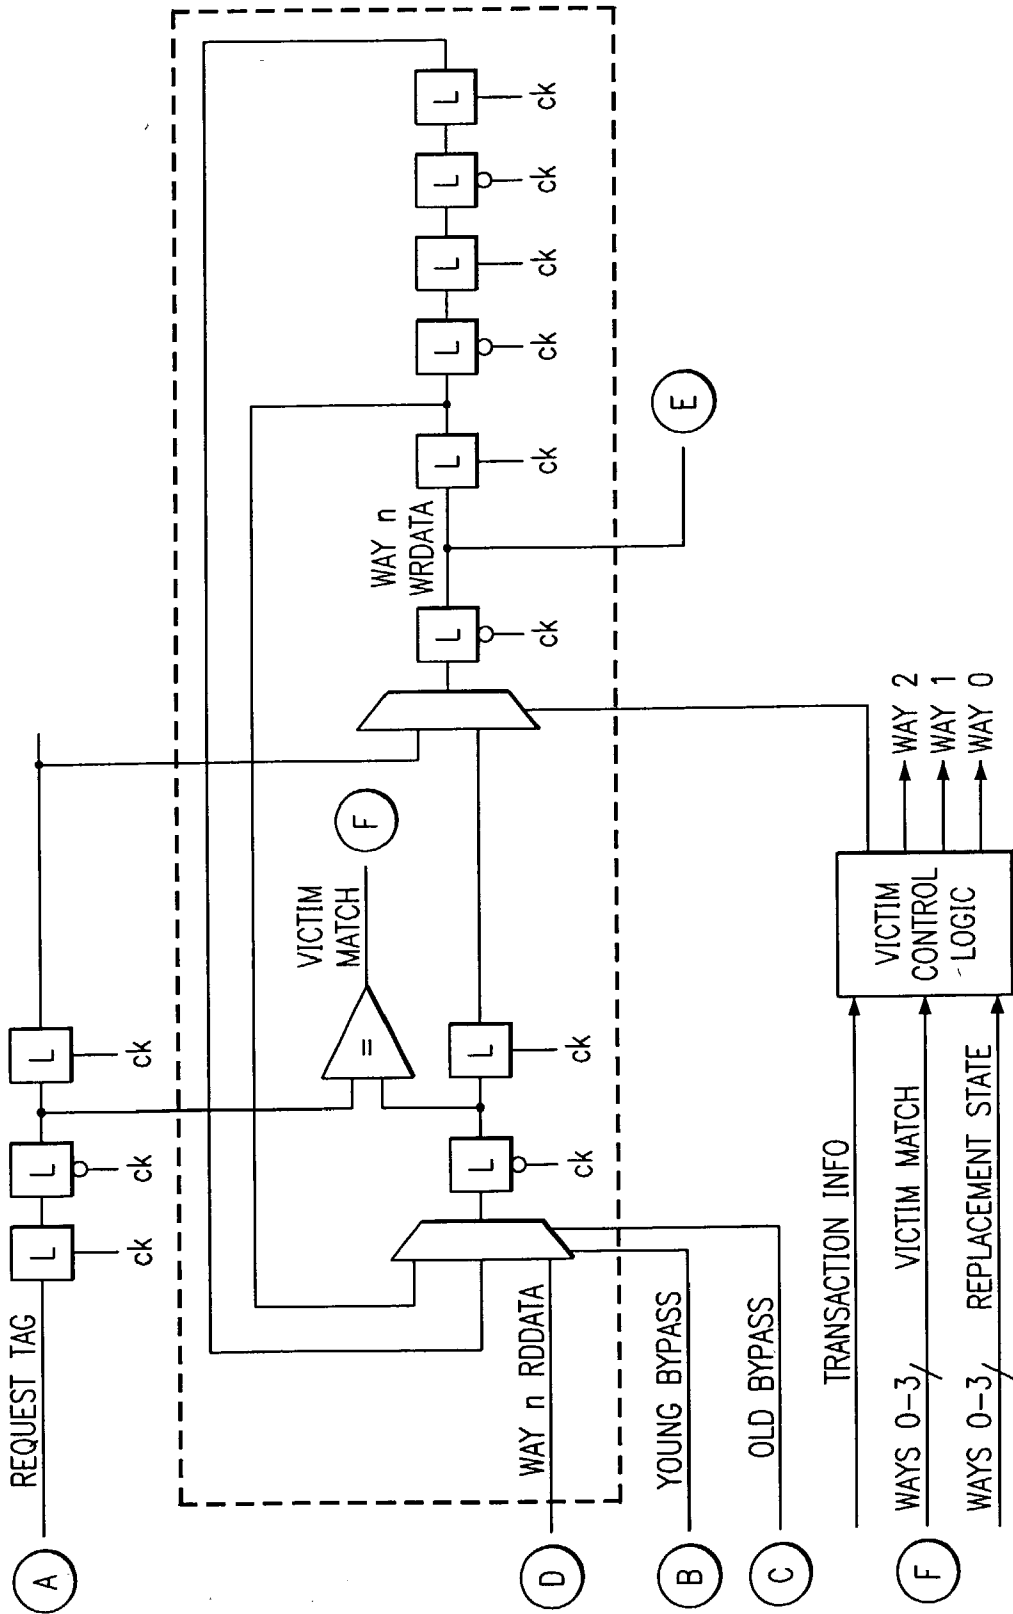 A
REQUEST TAG
L
ck
L
ck
L
ck
VICTIM
MATCH
F
=
L
ck
L
ck
WAY n
WRDATA
L
ck
L
ck
L
ck
L
ck
L
ck
L
ck
E
D
WAY n RDDATA
B
YOUNG BYPASS
C
OLD BYPASS
TRANSACTION INFO
F
WAYS 0-3
VICTIM MATCH
WAYS 0-3
REPLACEMENT STATE
VICTIM
CONTROL
LOGIC
WAY 2
WAY 1
WAY 0